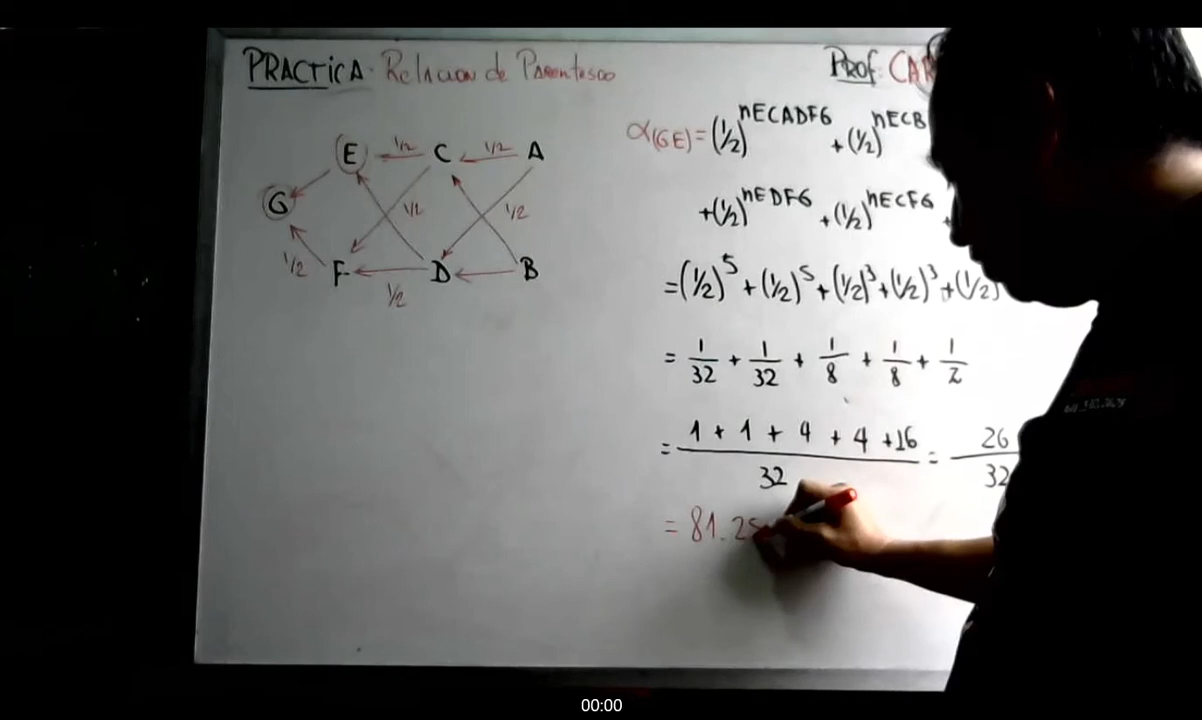 PRACTICA. Relacion de Parentesco
Prof: CAR
E 1/2 C 1/2 A
G 1/2 1/2
1/2 F D B
1/2
α(GE) = (1/2)^nECADFG + (1/2)^nECB
+(1/2)^nEDFG + (1/2)^nECFG +
= (1/2)^5 + (1/2)^5 + (1/2)^3 + (1/2)^3 + (1/2)
= 1/32 + 1/32 + 1/8 + 1/8 + 1/2
= 1 + 1 + 4 + 4 + 16 / 32 = 26/32
= 81.25
00:00